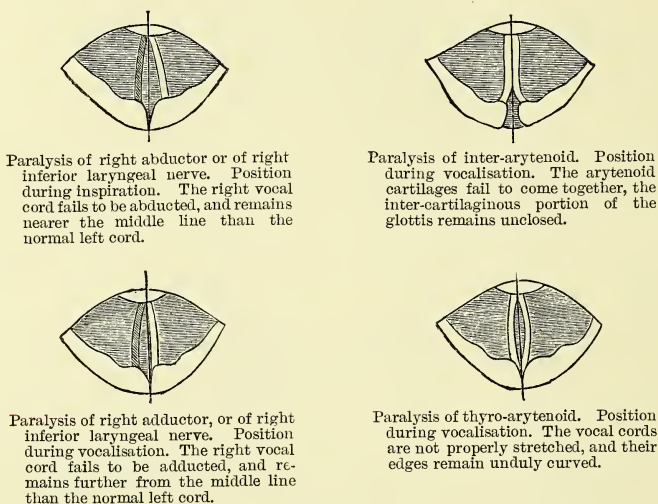 Paralysis of right abductor or of right
inferior laryngeal nerve. Position
during inspiration. The right vocal
cord fails to be abducted, and remains
nearer the middle line than the
normal left cord.
Paralysis of inter-arytenoid. Position
during vocalisation. The arytenoid
cartilages fail to come together, the
inter-cartilaginous portion of the
glottis remains unclosed.
Paralysis of right adductor, or of right
inferior laryngeal nerve. Position
during vocalisation. The right vocal
cord fails to be adducted, and re-
mains further from the middle line
than the normal left cord.
Paralysis of thyro-arytenoid. Position
during vocalisation. The vocal cords
are not properly stretched, and their
edges remain unduly curved.